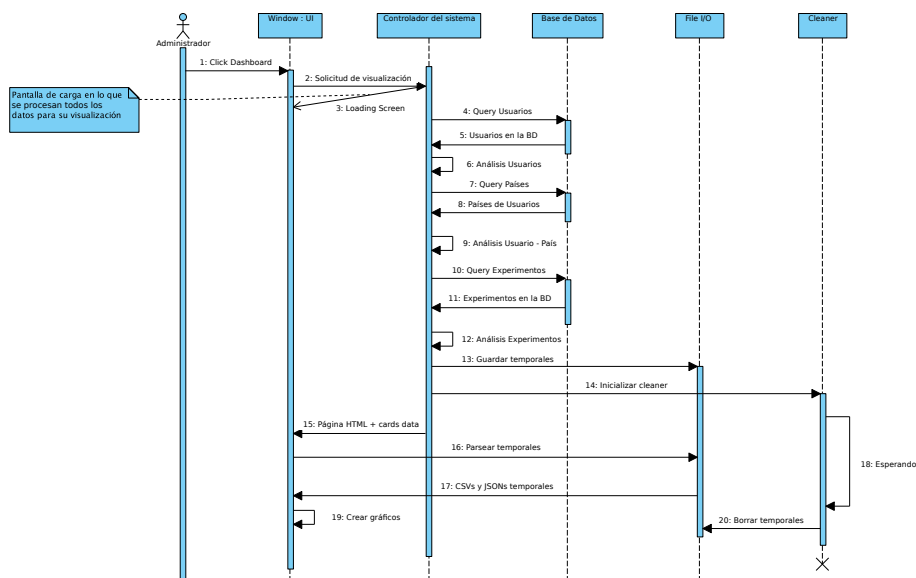 Window : UI
Controlador del sistema
Base de Datos
File I/O
Cleaner
Administrador
1: Click Dashboard
2: Solicitud de visualización
Pantalla de carga en lo que
se procesan todos los
datos para su visualización
3: Loading Screen
4: Query Usuarios
5: Usuarios en la BD
6: Análisis Usuarios
7: Query Países
8: Países de Usuarios
9: Análisis Usuario - País
10: Query Experimentos
11: Experimentos en la BD
12: Análisis Experimentos
13: Guardar temporales
14: Inicializar cleaner
15: Página HTML + cards data
16: Parsear temporales
18: Esperando
17: CSVs y JSONs temporales
19: Crear gráficos
20: Borrar temporales